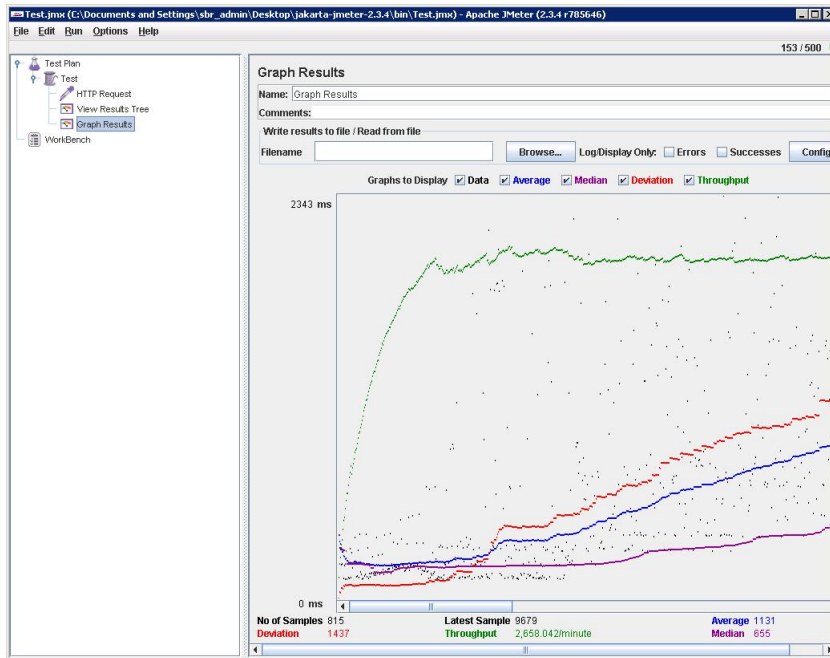 Test.jmx (C:\Documents and Settings\sbr_admin\Desktop\jakarta-jmeter-2.3.4\bin\Test.jmx) - Apache JMeter (2.3.4 r785646)
File Edit Run Options Help
153 / 500
Test Plan
Test
HTTP Request
View Results Tree
Graph Results
WorkBench
Graph Results
Name: Graph Results
Comments:
Write results to file / Read from file
Filename Browse... Log/Display Only: Errors Successes Config
Graphs to Display Data Average Median Deviation Throughput
2343 ms
0 ms
No of Samples 815 Latest Sample 9679 Average 1131
Deviation 1437 Throughput 2,658.042/minute Median 655